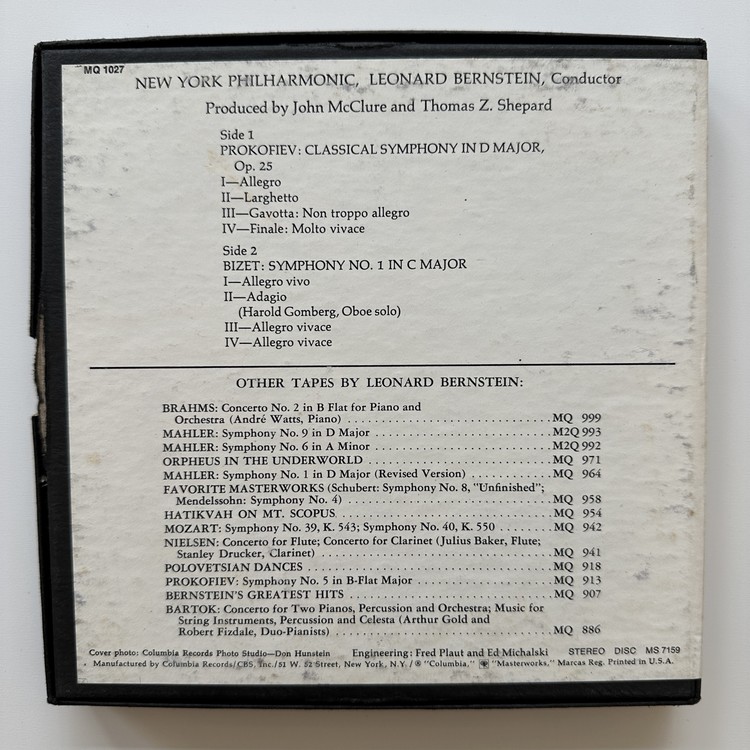 MQ 1027
NEW YORK PHILHARMONIC, LEONARD BERNSTEIN, Conductor
Produced by John McClure and Thomas Z. Shepard
Side 1
PROKOFIEV: CLASSICAL SYMPHONY IN D MAJOR,
Op. 25
I—Allegro
II—Larghetto
III—Gavotta: Non troppo allegro
IV—Finale: Molto vivace
Side 2
BIZET: SYMPHONY NO. 1 IN C MAJOR
I—Allegro vivo
II—Adagio
(Harold Gomberg, Oboe solo)
III—Allegro vivace
IV—Allegro vivace
OTHER TAPES BY LEONARD BERNSTEIN:
BRAHMS: Concerto No. 2 in B Flat for Piano and
Orchestra (André Watts, Piano) . . . . . . . . . . . . . . . . . . . . MQ 999
MAHLER: Symphony No. 9 in D Major . . . . . . . . . . . . . . . . . . . . M2Q 993
MAHLER: Symphony No. 6 in A Minor . . . . . . . . . . . . . . . . . . . . M2Q 992
ORPHEUS IN THE UNDERWORLD . . . . . . . . . . . . . . . . . . . . MQ 971
MAHLER: Symphony No. 1 in D Major (Revised Version) . . . . . . . . . . MQ 964
FAVORITE MASTERWORKS (Schubert: Symphony No. 8, "Unfinished";
Mendelssohn: Symphony No. 4) . . . . . . . . . . . . . . . . . . . . MQ 958
HATIKVAH ON MT. SCOPUS . . . . . . . . . . . . . . . . . . . . MQ 954
MOZART: Symphony No. 39, K. 543; Symphony No. 40, K. 550 . . . . . . . MQ 942
NIELSEN: Concerto for Flute; Concerto for Clarinet (Julius Baker, Flute;
Stanley Drucker, Clarinet) . . . . . . . . . . . . . . . . . . . . MQ 941
POLOVETSIAN DANCES . . . . . . . . . . . . . . . . . . . . MQ 918
PROKOFIEV: Symphony No. 5 in B-Flat Major . . . . . . . . . . . . . . . MQ 913
BERNSTEIN'S GREATEST HITS . . . . . . . . . . . . . . . . . . . . MQ 907
BARTOK: Concerto for Two Pianos, Percussion and Orchestra; Music for
String Instruments, Percussion and Celesta (Arthur Gold and
Robert Fizdale, Duo-Pianists) . . . . . . . . . . . . . . . . . . . . MQ 886
Cover photo: Columbia Records Photo Studio—Don Hunstein Engineering: Fred Plaut and Ed Michalski STEREO DISC MS 7159
Manufactured by Columbia Records/CBS, Inc./51 W. 52 Street, New York, N.Y./® "Columbia," "Masterworks," Marcas Reg. Printed in U.S.A.